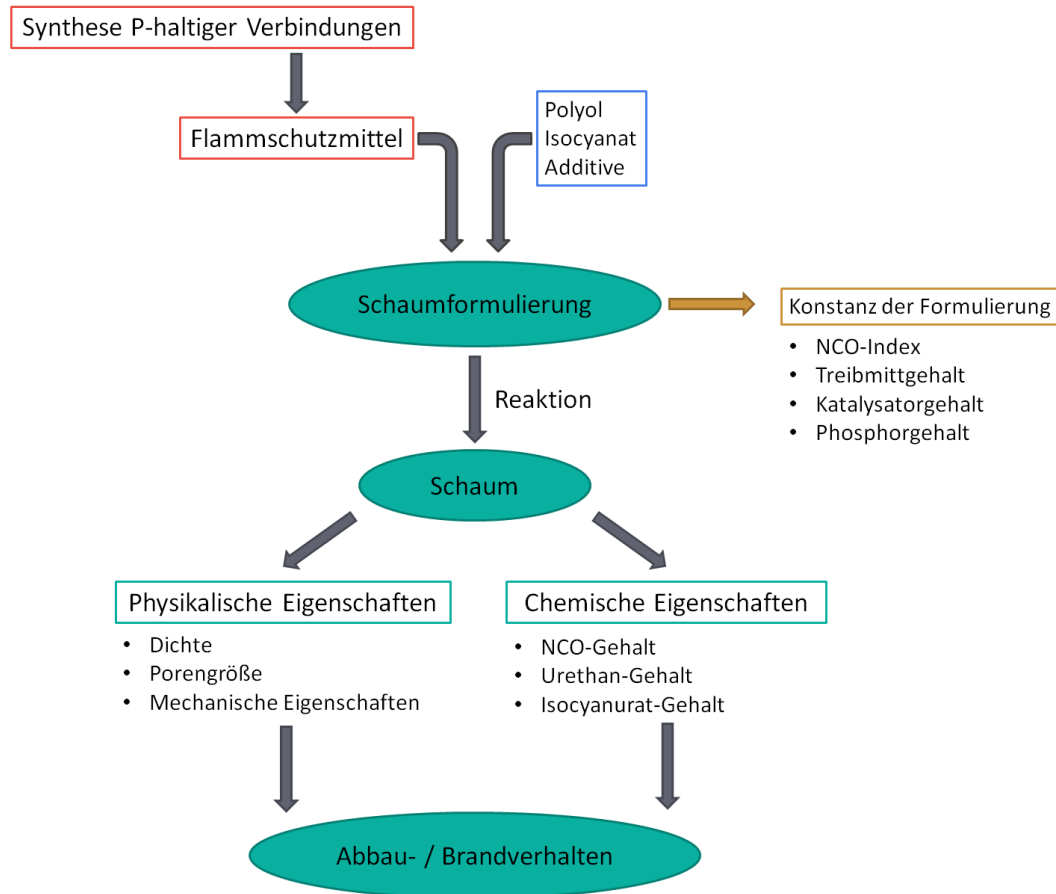 Synthese P-haltiger Verbindungen
Flammschutzmittel
Polyol
Isocyanat
Additive
Schaumformulierung
Konstanz der Formulierung
• NCO-Index
• Treibmittgehalt
• Katalysatorgehalt
• Phosphorgehalt
Reaktion
Schaum
Physikalische Eigenschaften
• Dichte
• Porengröße
• Mechanische Eigenschaften
Chemische Eigenschaften
• NCO-Gehalt
• Urethan-Gehalt
• Isocyanurat-Gehalt
Abbau- / Brandverhalten